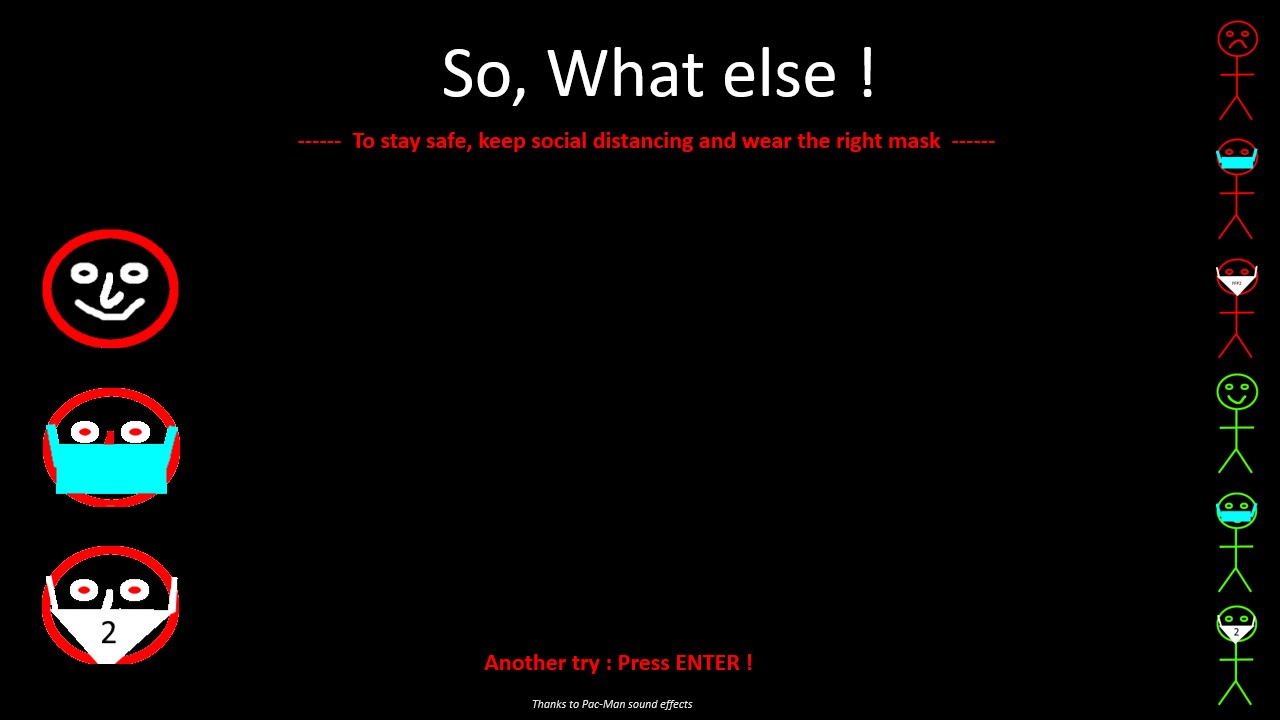 So, What else !
------ To stay safe, keep social distancing and wear the right mask ------
2
2
Another try : Press ENTER !
Thanks to Pac-Man sound effects